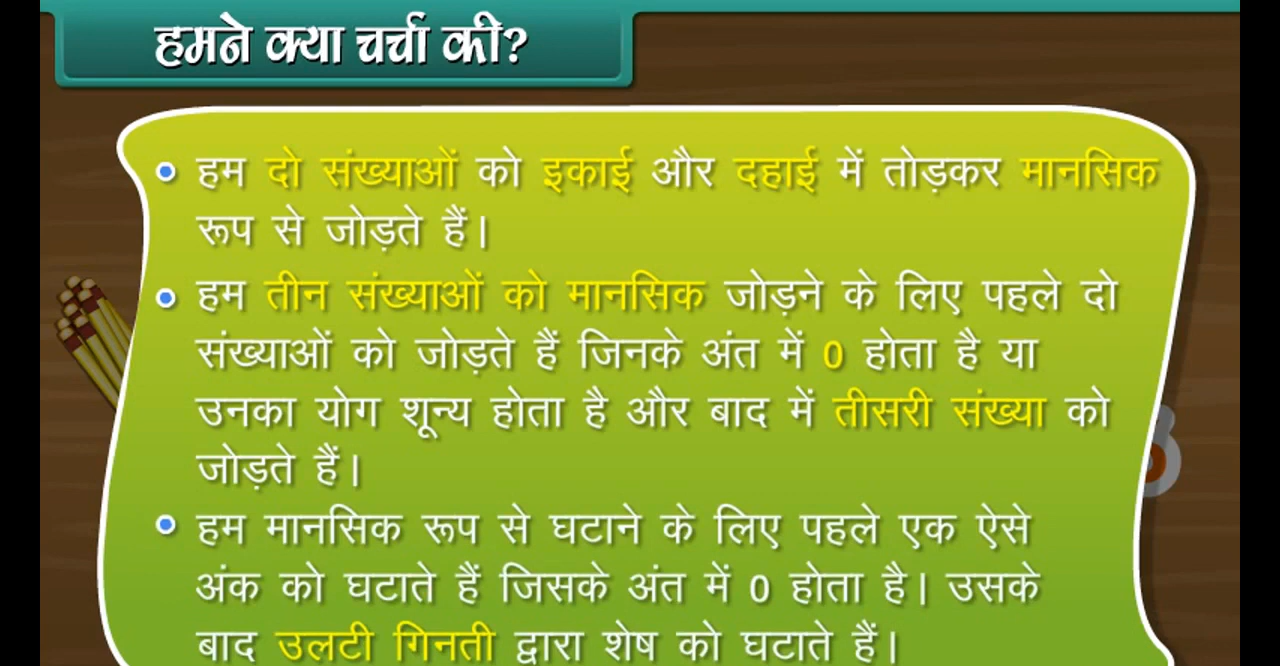 हमने क्या चर्चा की?
हम दो संख्याओं को इकाई और दहाई में तोड़कर मानसिक
रूप से जोड़ते हैं।
हम तीन संख्याओं को मानसिक जोड़ने के लिए पहले दो
संख्याओं को जोड़ते हैं जिनके अंत में 0 होता है या
उनका योग शून्य होता है और बाद में तीसरी संख्या को
जोड़ते हैं।
हम मानसिक रूप से घटाने के लिए पहले एक ऐसे
अंक को घटाते हैं जिसके अंत में 0 होता है। उसके
बाद उलटी गिनती द्वारा शेष को घटाते हैं।